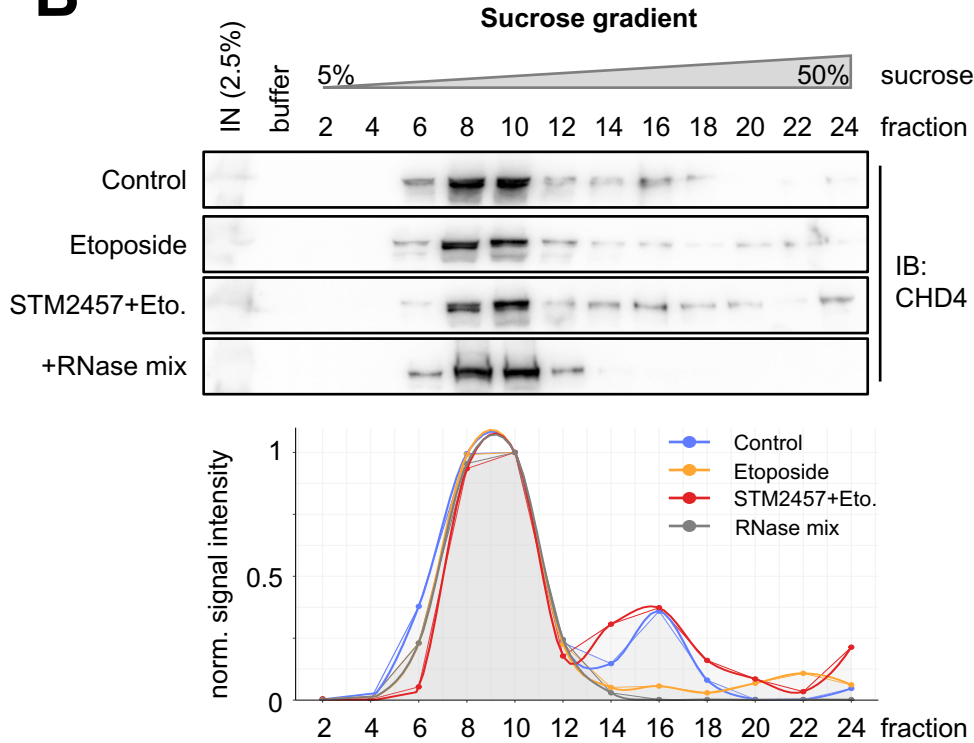 B
Sucrose gradient
IN (2.5%)
buffer
5%
50%
sucrose
2 4 6 8 10 12 14 16 18 20 22 24 fraction
Control
Etoposide
STM2457+Eto.
+RNase mix
IB:
CHD4
norm. signal intensity
1
0.5
0
Control
Etoposide
STM2457+Eto.
RNase mix
2 4 6 8 10 12 14 16 18 20 22 24 fraction